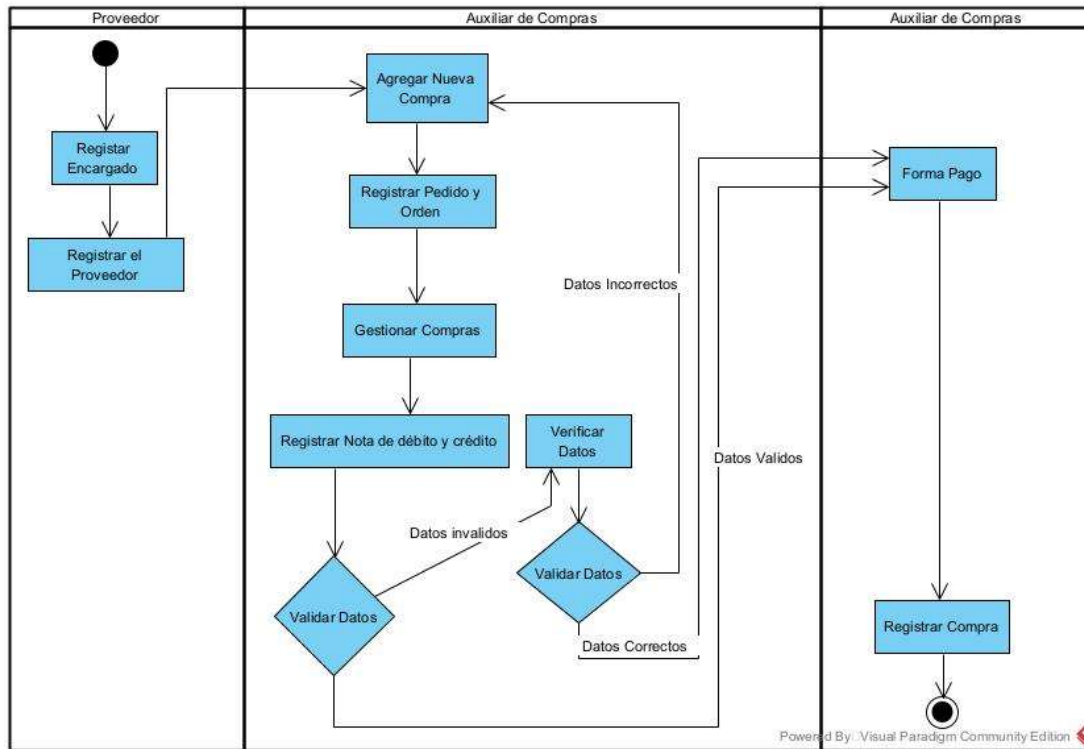 Proveedor
Auxiliar de Compras
Auxiliar de Compras
Agregar Nueva
Compra
Registar
Encargado
Forma Pago
Registrar Pedido y
Orden
Registrar el
Proveedor
Datos Incorrectos
Gestionar Compras
Registrar Nota de débito y crédito
Verificar
Datos
Datos Validos
Datos invalidos
Validar Datos
Validar Datos
Registrar Compra
Datos Correctos
Powered By: Visual Paradigm Community Edition